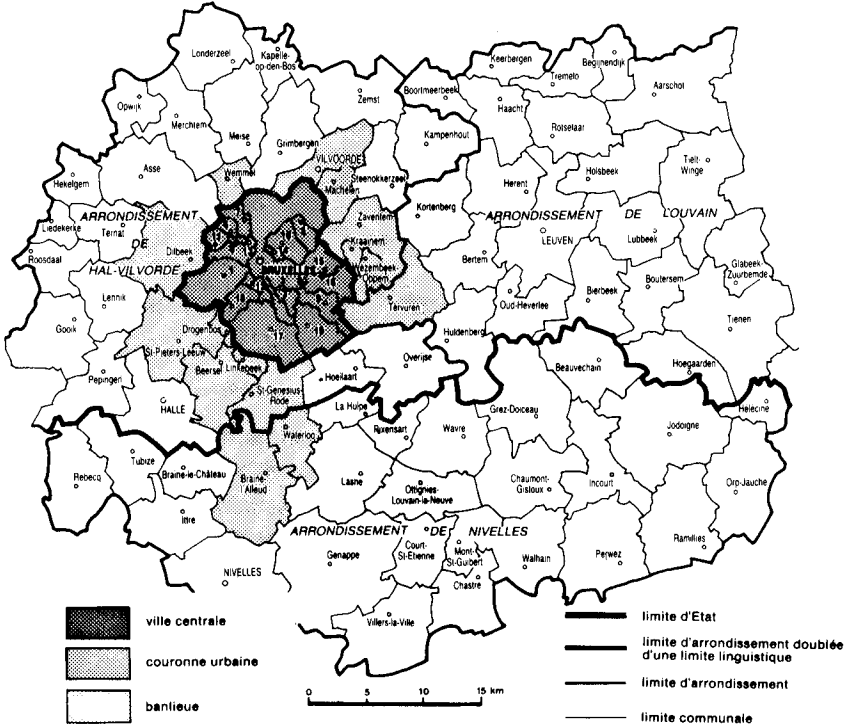 Londerzeel
Kapelle-
op-den-Bos
Keerbergen
Tremelo
Begijnendijk
Aarschot
Opwijk
Zemst
Boortmeerbeek
Haacht
Merchtem
Meise
Grimbergen
Kampenhout
Rotselaar
Asse
Wemmel
VILVOORDE
Machelen
Steenokkerzeel
Herent
Holsbeek
Tielt-
Winge
Hekelgem
Liedekerke
ARRONDISSEMENT
Ternat
DE
HAL-VILVORDE
Dilbeek
Zaventem
Kraainem
Kortenberg
ARRONDISSEMENT DE LOUVAIN
LEUVEN
Lubbeek
Roosdaal
BRUXELLES
Wezembeek
Oppem
Bertem
Bierbeek
Boutersem
Glabeek-
Zuurbemde
Lennik
Tervuren
Oud-Heverlee
Gooik
Drogenbos
17
Huldenberg
Tienen
St-Pieters-Leeuw
Beersel
Linkebeek
Hoeilaart
Overijse
Beauvechain
Hoegaarden
Pepingen
HALLE
St-Genesius-
Rode
La Hulpe
Grez-Doiceau
Hélécine
Waterloo
Rixensart
Wavre
Jodoigne
Rebecq
Tubize
Braine-le-Château
Braine-
Alleud
Lasne
Ottignies-
Louvain-la-Neuve
Chaumont-
Gistoux
Incourt
Orp-Jauche
Ittre
ARRONDISSEMENT DE NIVELLES
NIVELLES
Genappe
Court-
St-Etienne
Mont-
St-Guibert
Walhain
Perwez
Ramillies
Chastre
Villers-la-Ville
ville centrale
couronne urbaine
banlieue
0 5 10 15 km
limite d'Etat
limite d'arrondissement doublée
d'une limite linguistique
limite d'arrondissement
limite communale